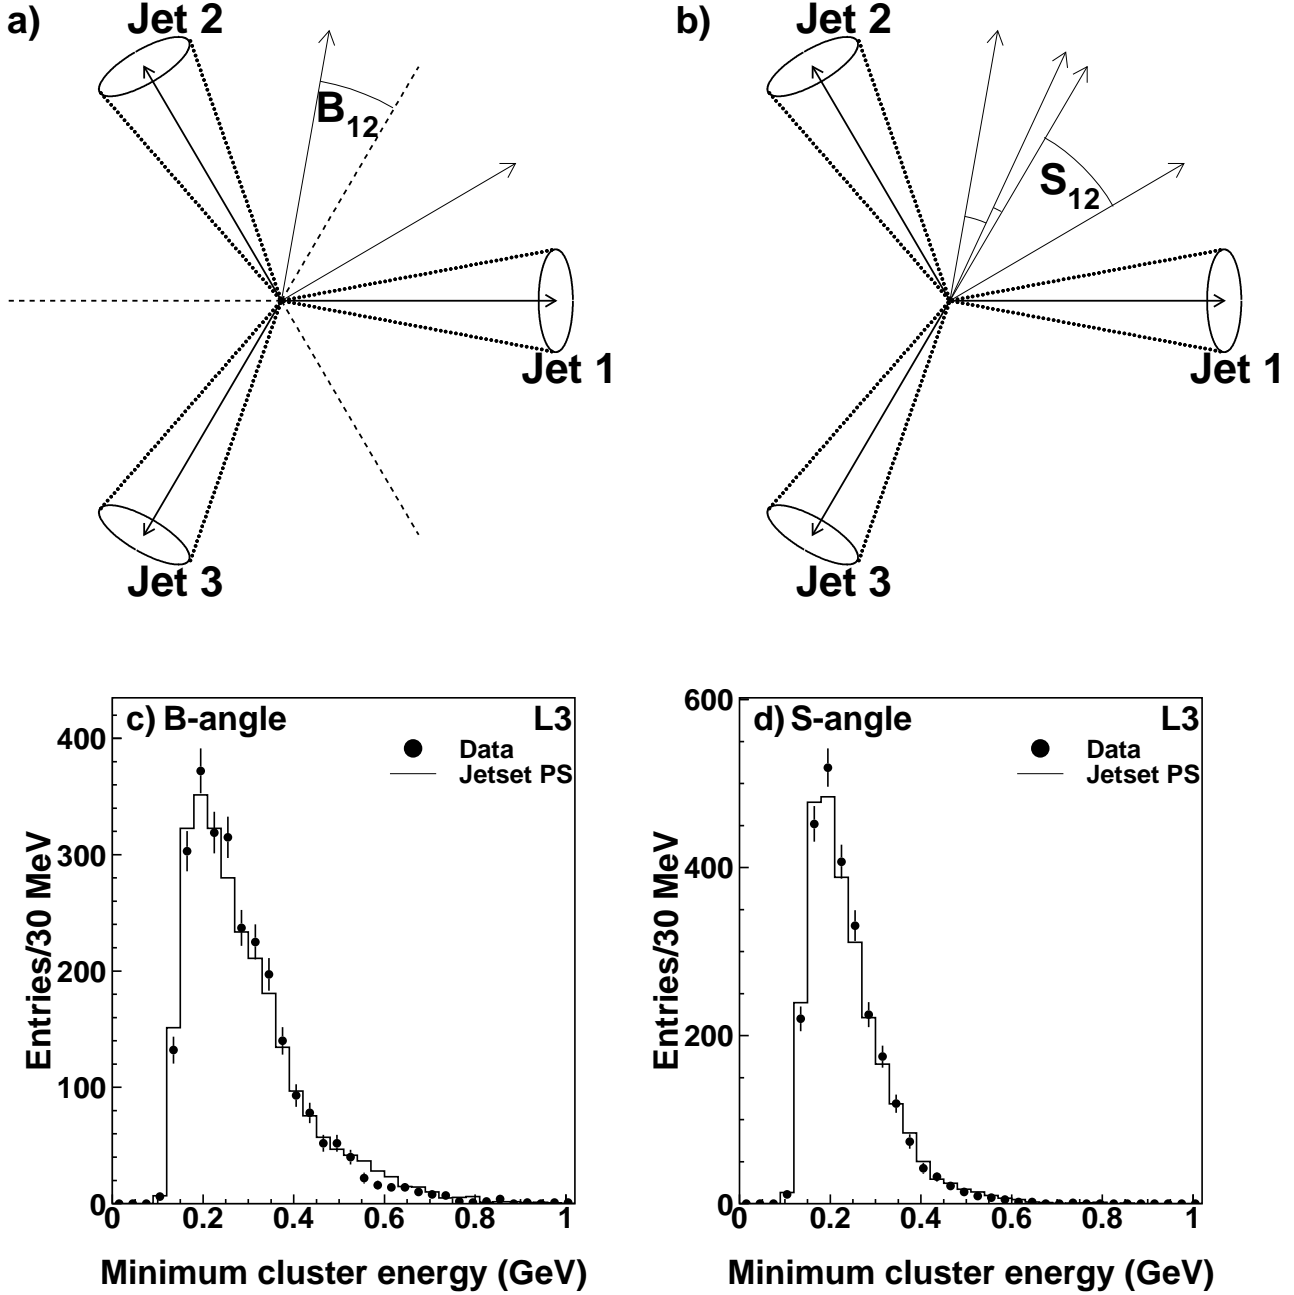 a)
Jet 2
B12
Jet 1
Jet 3
b)
Jet 2
S12
Jet 1
Jet 3
c) B-angle
L3
Data
Jetset PS
Entries/30 MeV
400
300
200
100
0
0 0.2 0.4 0.6 0.8 1
Minimum cluster energy (GeV)
d) S-angle
L3
Data
Jetset PS
Entries/30 MeV
600
400
200
0
0 0.2 0.4 0.6 0.8 1
Minimum cluster energy (GeV)